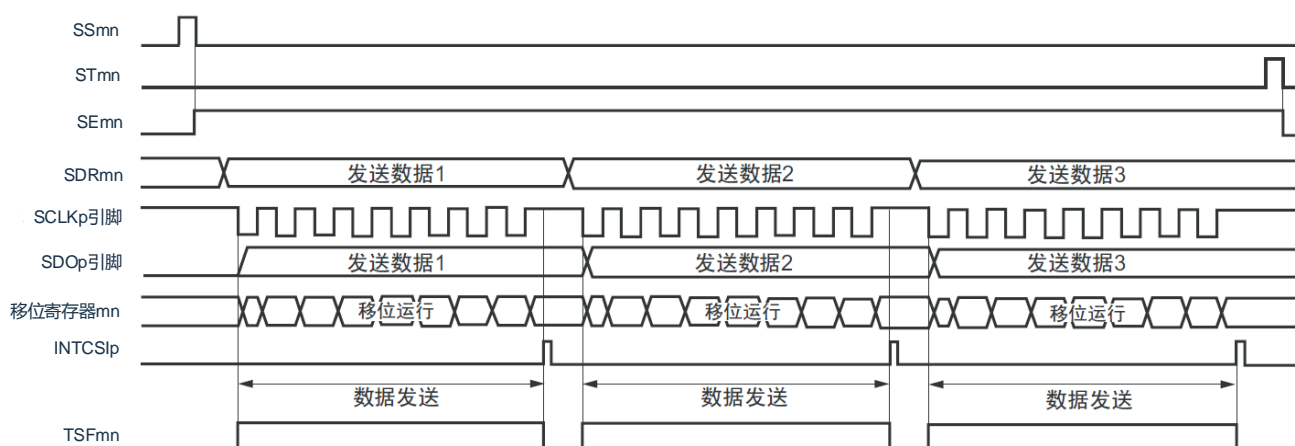 SSmn
STmn
SEmn
SDRmn 发送数据1 发送数据2 发送数据3
SCLKp引脚
SDOp引脚 发送数据1 发送数据2 发送数据3
移位寄存器mn 移位运行 移位运行 移位运行
INTCSIp
数据发送 数据发送 数据发送
TSFmn